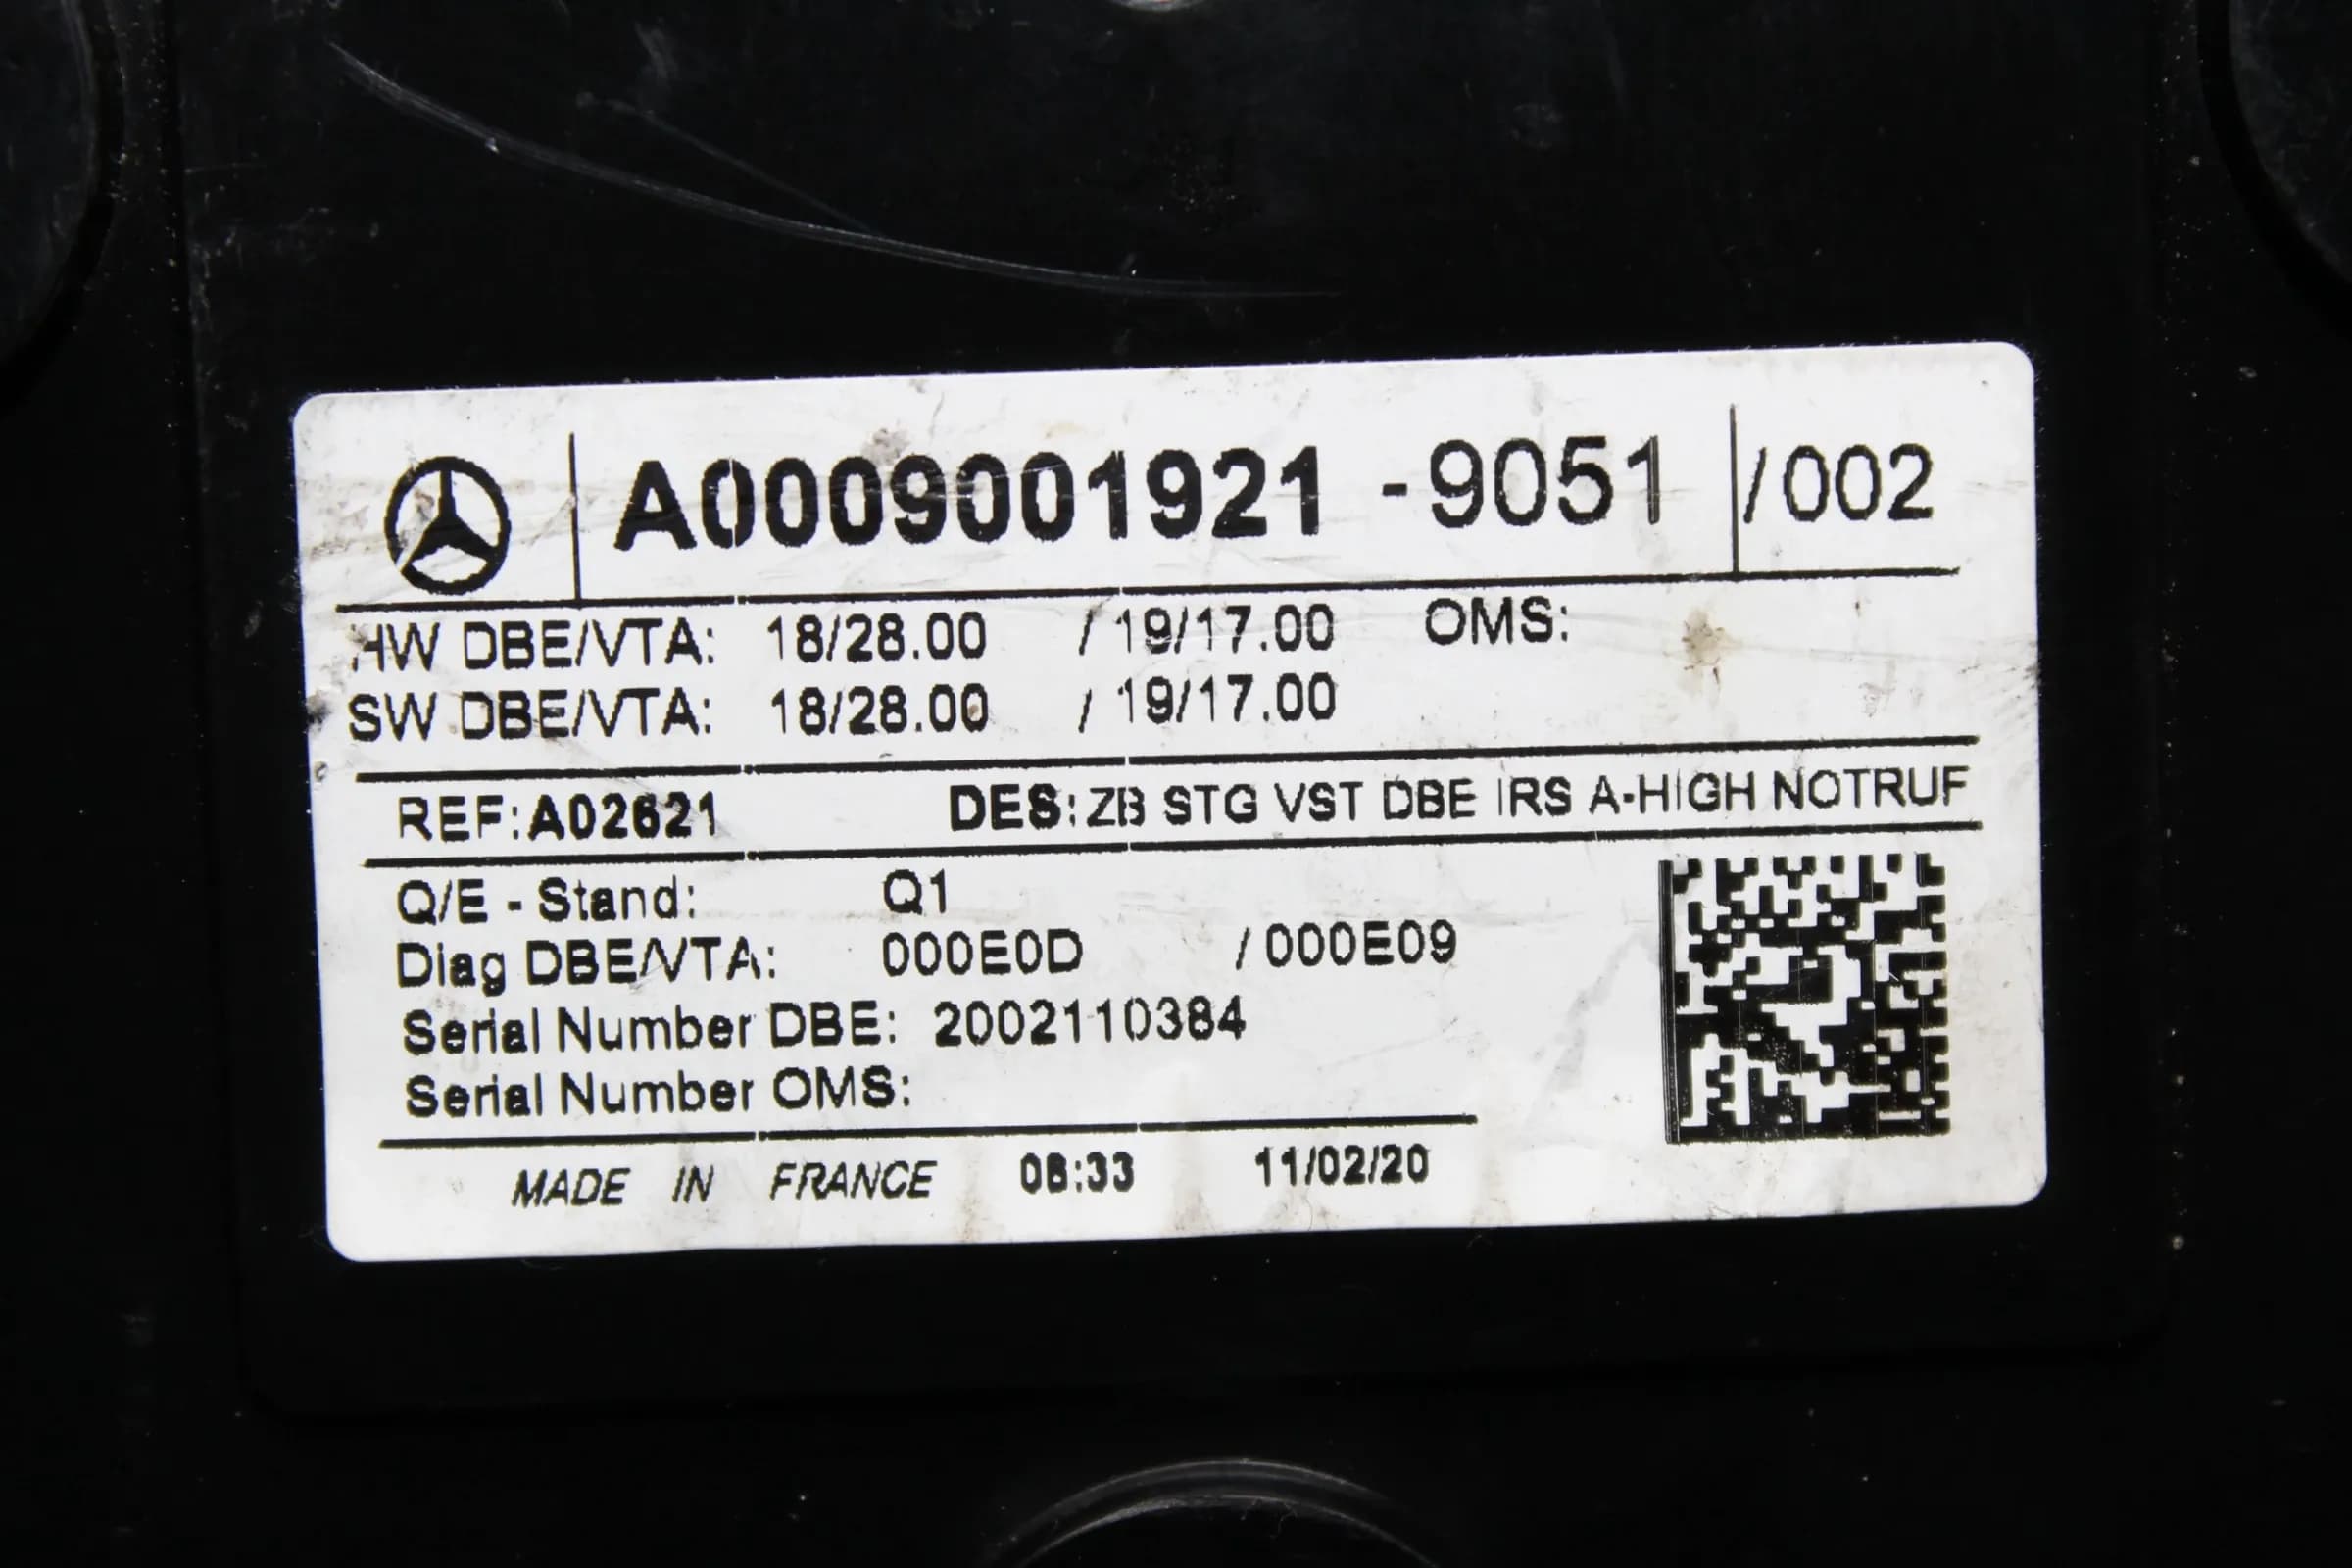 A0009001921 -9051 /002
HW DBE/VTA: 18/28.00 / 19/17.00 OMS:
SW DBE/VTA: 18/28.00 / 19/17.00
REF:A02621 DES:ZB STG VST DBE IRS A-HIGH NOTRUF
Q/E - Stand: Q1
Diag DBE/VTA: 000E0D / 000E09
Serial Number DBE: 2002110384
Serial Number OMS:
MADE IN FRANCE 08:33 11/02/20